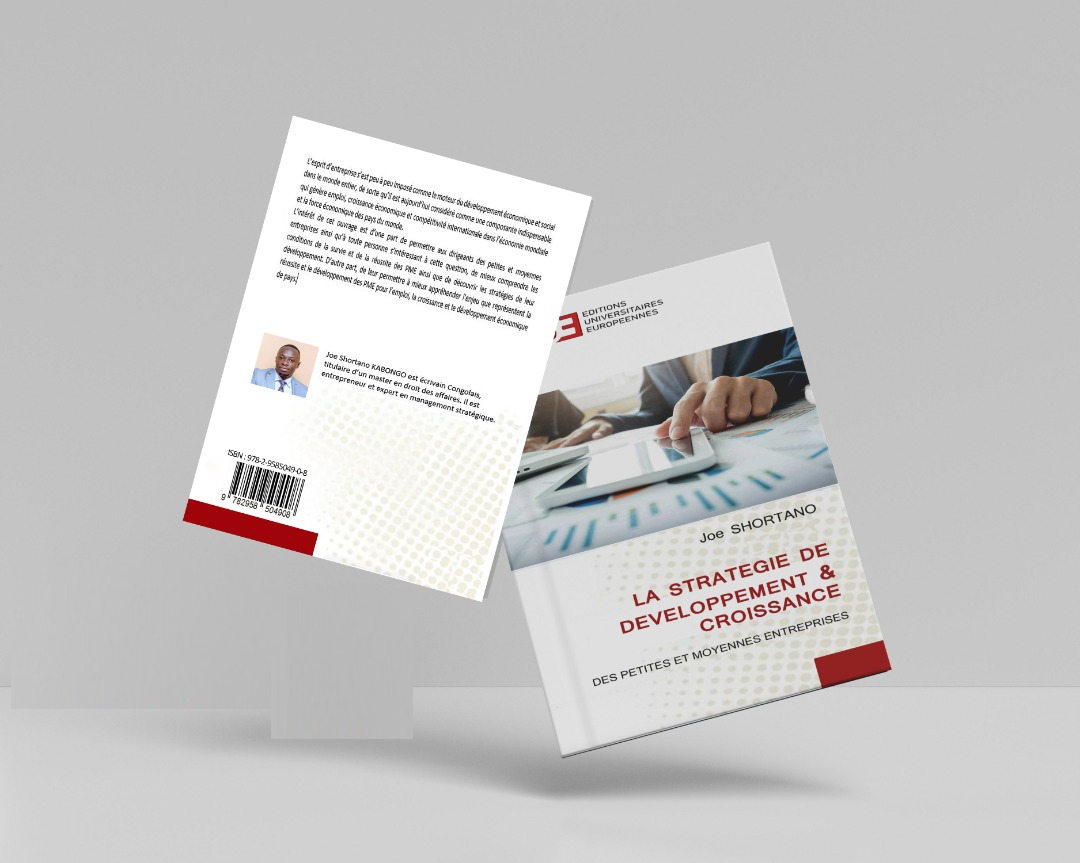 L'esprit d'entreprise s'est peu à peu imposé comme le moteur du développement économique et social
dans le monde entier, de sorte qu'il est aujourd'hui considéré comme une composante indispensable
qui génère emploi, croissance économique et compétitivité internationale dans l'économie mondiale
et la force économique des pays du monde.
L'intérêt de cet ouvrage est d'une part de permettre aux dirigeants des petites et moyennes
entreprises ainsi qu'à toute personne s'intéressant à cette question, de mieux comprendre les
conditions de la survie et de la réussite des PME ainsi que de découvrir les stratégies de leur
développement. D'autre part, de leur permettre à mieux appréhender l'enjeu que représentent la
réussite et le développement des PME pour l'emploi, la croissance et le développement économique
de pays
Joe Shortano KABONGO est écrivain Congolais,
titulaire d'un master en droit des affaires. Il est
entrepreneur et expert en management stratégique.
ISBN : 978-2-9585049-0-8
9 782958 504908
EDITIONS
UNIVERSITAIRES
EUROPEENNES
Joe SHORTANO
LA STRATEGIE DE
DEVELOPPEMENT &
CROISSANCE
DES PETITES ET MOYENNES ENTREPRISES